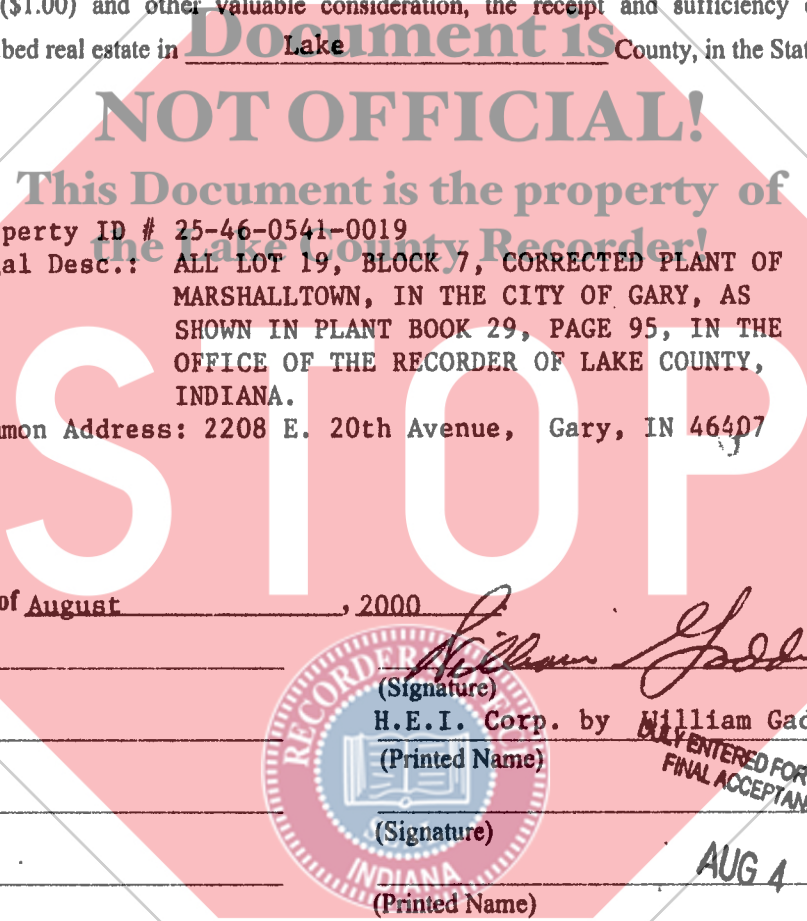 ($1.00) and other valuable consideration, the receipt and sufficiency
Document is
bed real estate in Lake County, in the Stat
NOT OFFICIAL!
This Document is the property of
the Lake County Recorder!
perty ID # 25-46-0541-0019
al Desc.: ALL LOT 19, BLOCK 7, CORRECTED PLANT OF
MARSHALLTOWN, IN THE CITY OF GARY, AS
SHOWN IN PLANT BOOK 29, PAGE 95, IN THE
OFFICE OF THE RECORDER OF LAKE COUNTY,
INDIANA.
mon Address: 2208 E. 20th Avenue, Gary, IN 46407
STOP
of August , 2000
William Gadd
(Signature)
H.E.I. Corp. by William Gad
(Printed Name)
DULY ENTERED FOR
FINAL ACCEPTAN
(Signature)
AUG 4
(Printed Name)
INDIANA